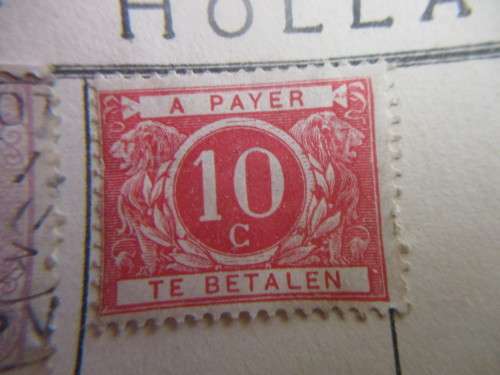 HOLLA
A PAYER
10
C
TE BETALEN